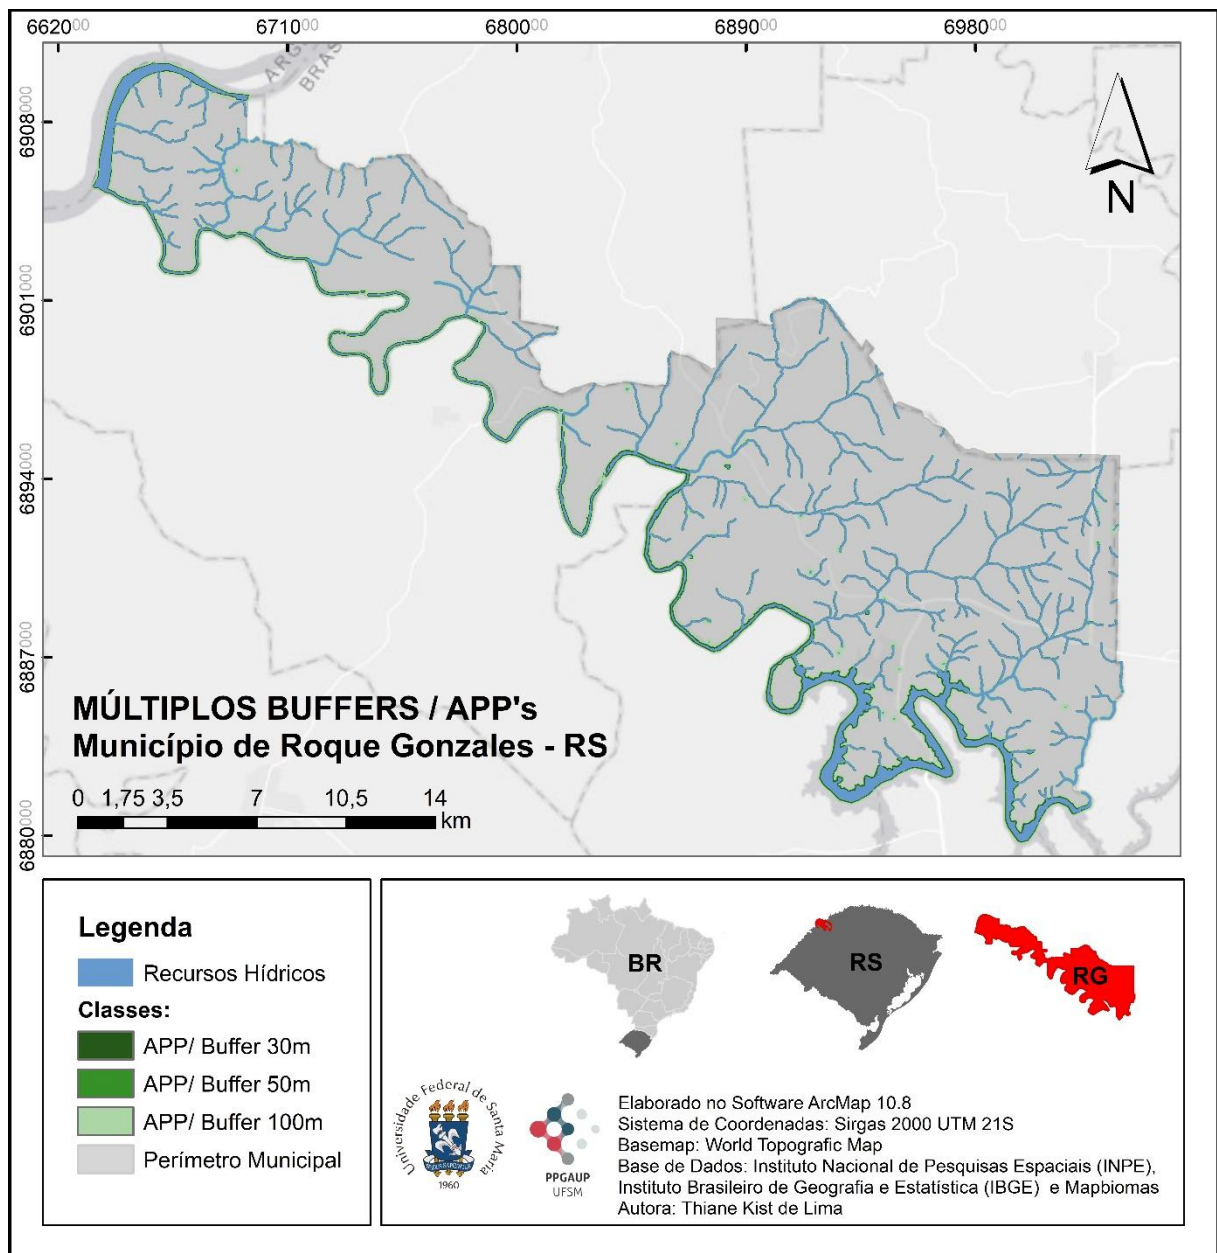 662000 671000 680000 689000 698000
ARG
BRAS
6908000
6901000
6894000
6887000
6880000
N
MÚLTIPLOS BUFFERS / APP's
Município de Roque Gonzales - RS
0 1,75 3,5 7 10,5 14
km
Legenda
Recursos Hídricos
Classes:
APP/ Buffer 30m
APP/ Buffer 50m
APP/ Buffer 100m
Perímetro Municipal
BR
RS
RG
Universidade Federal de Santa Maria
1960
PPGAUP
UFSM
Elaborado no Software ArcMap 10.8
Sistema de Coordenadas: Sirgas 2000 UTM 21S
Basemap: World Topografic Map
Base de Dados: Instituto Nacional de Pesquisas Espaciais (INPE),
Instituto Brasileiro de Geografia e Estatística (IBGE) e Mapbiomas
Autora: Thiane Kist de Lima